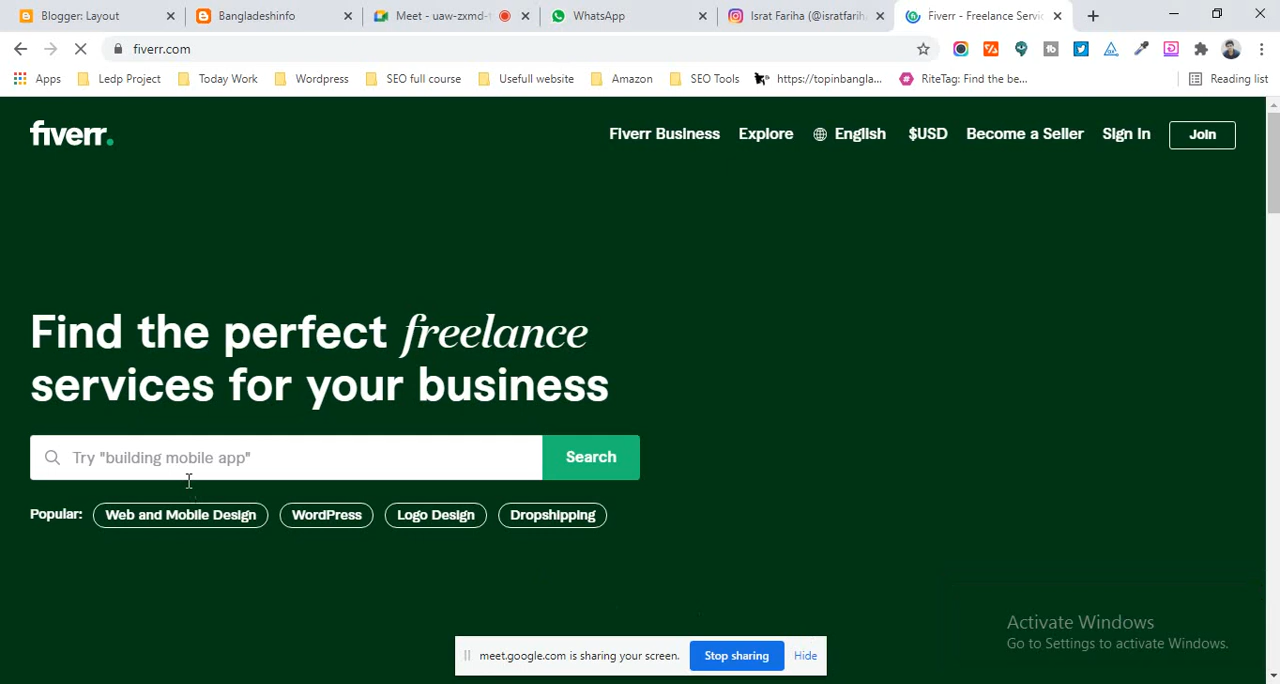 Blogger: Layout
Bangladeshinfo
Meet - uaw-zxmd-
WhatsApp
Israt Fariha (@isratfarih
Fiverr - Freelance Servic
fiverr.com
Apps
Ledp Project
Today Work
Wordpress
SEO full course
Usefull website
Amazon
SEO Tools
https://topinbangla...
RiteTag: Find the be...
Reading list
fiverr.
Fiverr Business
Explore
English
$USD
Become a Seller
Sign In
Join
Find the perfect freelance
services for your business
Try "building mobile app"
Search
Popular:
Web and Mobile Design
WordPress
Logo Design
Dropshipping
Activate Windows
Go to Settings to activate Windows.
meet.google.com is sharing your screen.
Stop sharing
Hide